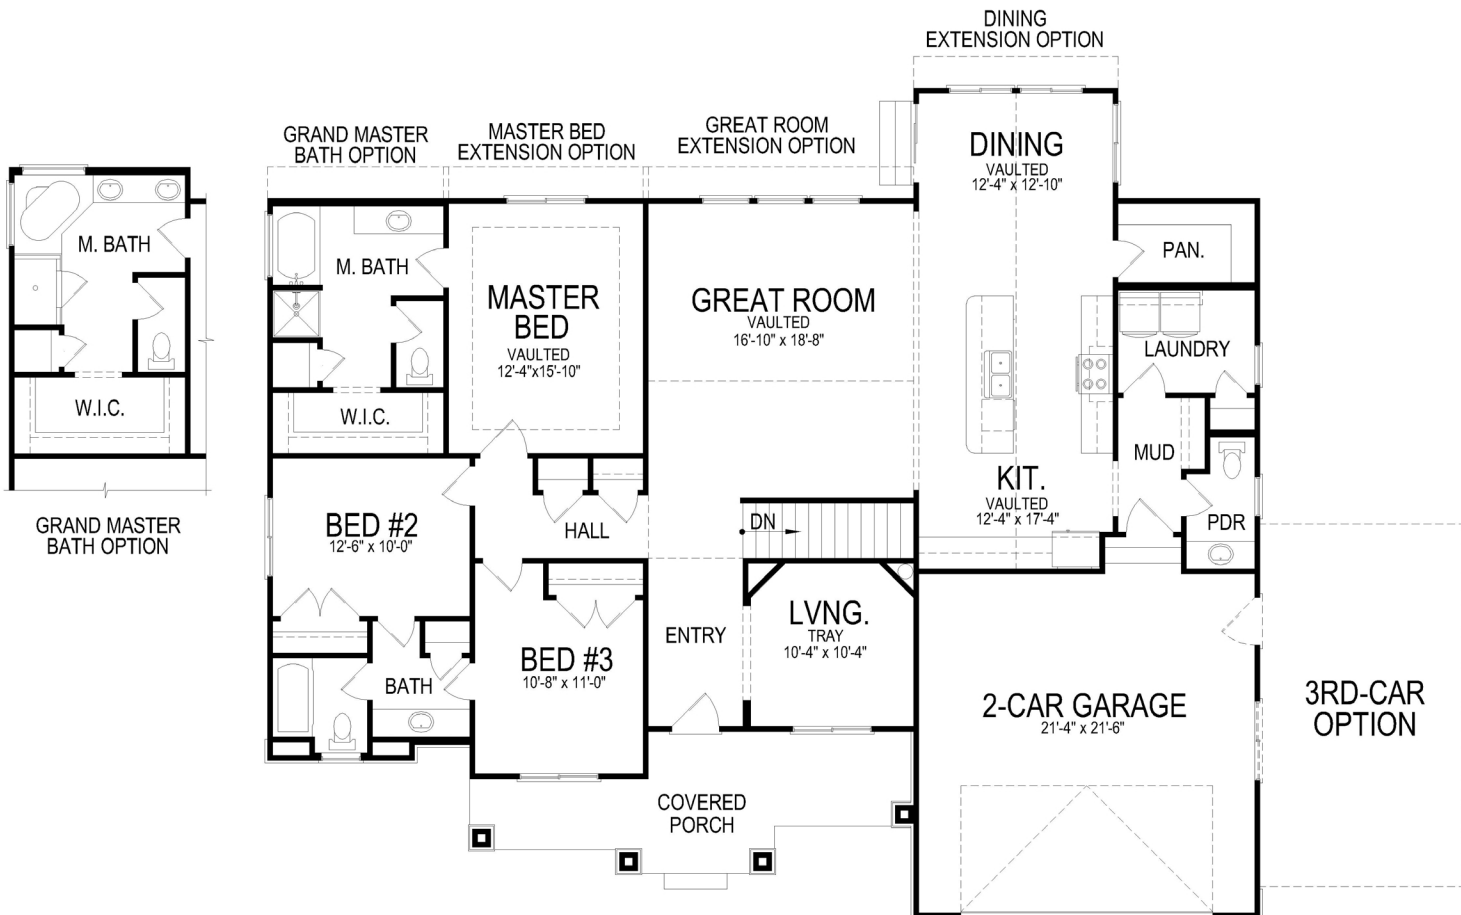 DINING
EXTENSION OPTION
GRAND MASTER
BATH OPTION
MASTER BED
EXTENSION OPTION
GREAT ROOM
EXTENSION OPTION
DINING
VAULTED
12'-4" x 12'-10"
M. BATH
W.I.C.
GRAND MASTER
BATH OPTION
M. BATH
W.I.C.
MASTER
BED
VAULTED
12'-4"x15'-10"
GREAT ROOM
VAULTED
16'-10" x 18'-8"
PAN.
LAUNDRY
MUD
PDR
KIT.
VAULTED
12'-4" x 17'-4"
BED #2
12'-6" x 10'-0"
HALL
DN
ENTRY
LVNG.
TRAY
10'-4" x 10'-4"
BED #3
10'-8" x 11'-0"
BATH
2-CAR GARAGE
21'-4" x 21'-6"
3RD-CAR
OPTION
COVERED
PORCH